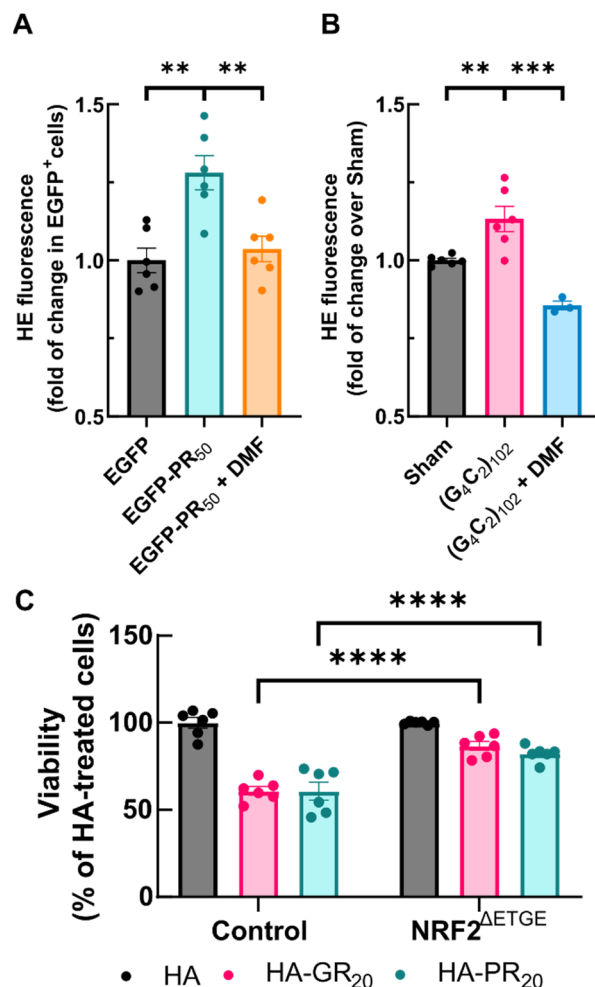 A
** **
HE fluorescence
(fold of change in EGFP⁺cells)
1.5
1.0
0.5
EGFP
EGFP-PR₅₀
EGFP-PR₅₀ + DMF
B
** ***
HE fluorescence
(fold of change over Sham)
1.5
1.0
0.5
Sham
(G₄C₂)₁₀₂
(G₄C₂)₁₀₂ + DMF
C
****
****
Viability
(% of HA-treated cells)
150
100
50
0
Control NRF2^ΔETGE
HA HA-GR₂₀ HA-PR₂₀